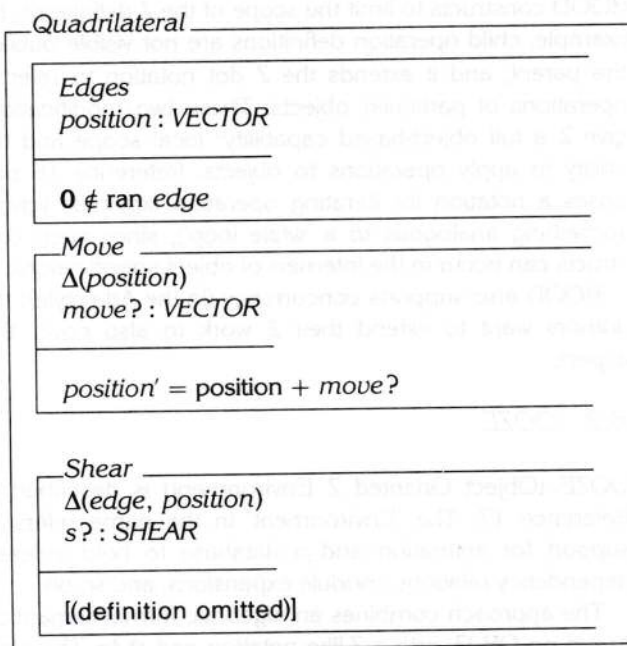 Quadrilateral
Edges
position : VECTOR
0 ∉ ran edge
Move
Δ(position)
move? : VECTOR
position′ = position + move?
Shear
Δ(edge, position)
s? : SHEAR
[(definition omitted)]